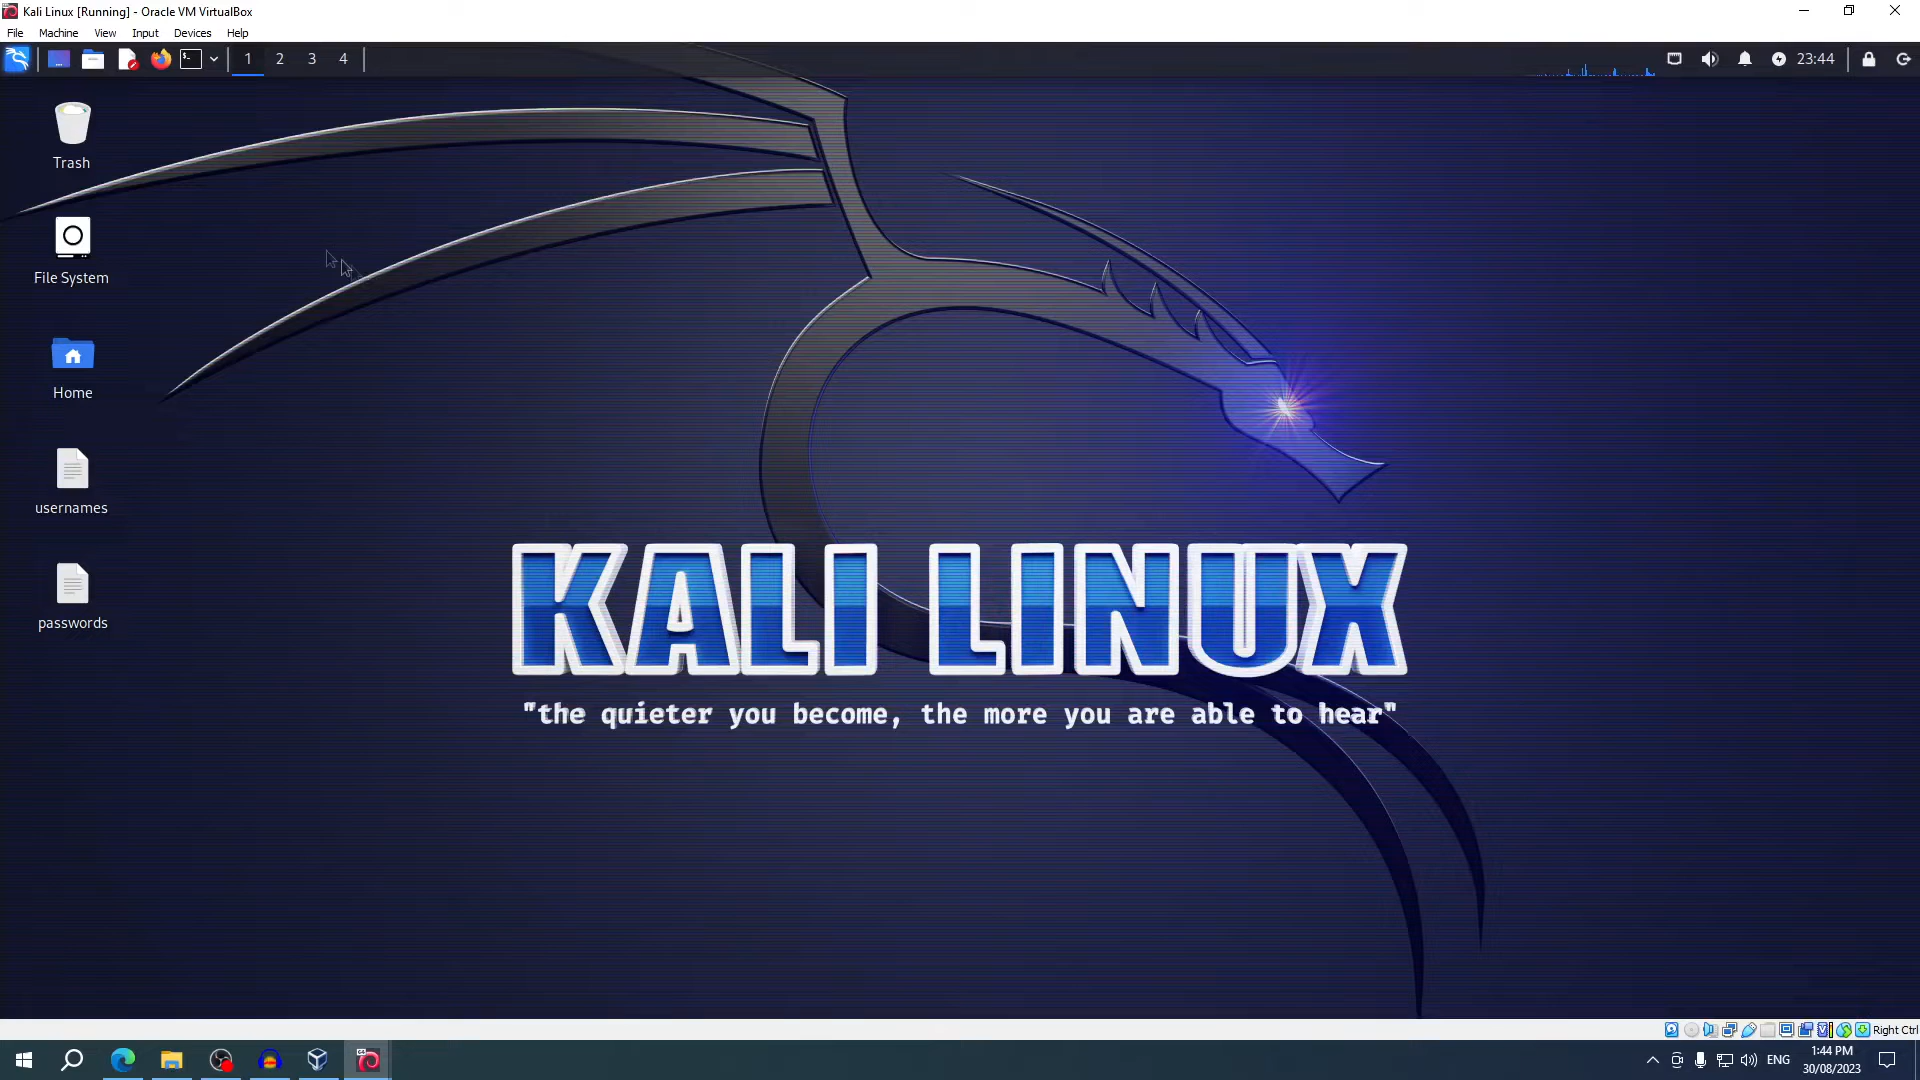 Kali Linux [Running] - Oracle VM VirtualBox
File Machine View Input Devices Help
1 2 3 4
23:44
Trash
File System
Home
usernames
passwords
KALI LINUX
"the quieter you become, the more you are able to hear"
Right Ctrl
ENG
1:44 PM
30/08/2023